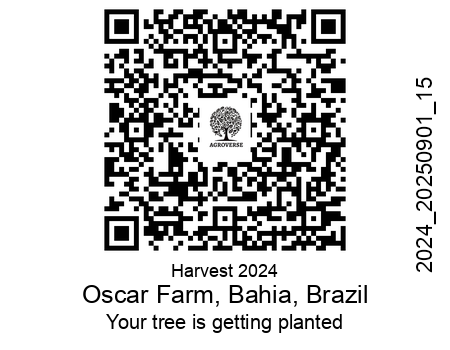 AGROVERSE
Harvest 2024
Oscar Farm, Bahia, Brazil
Your tree is getting planted
2024_20250901_15